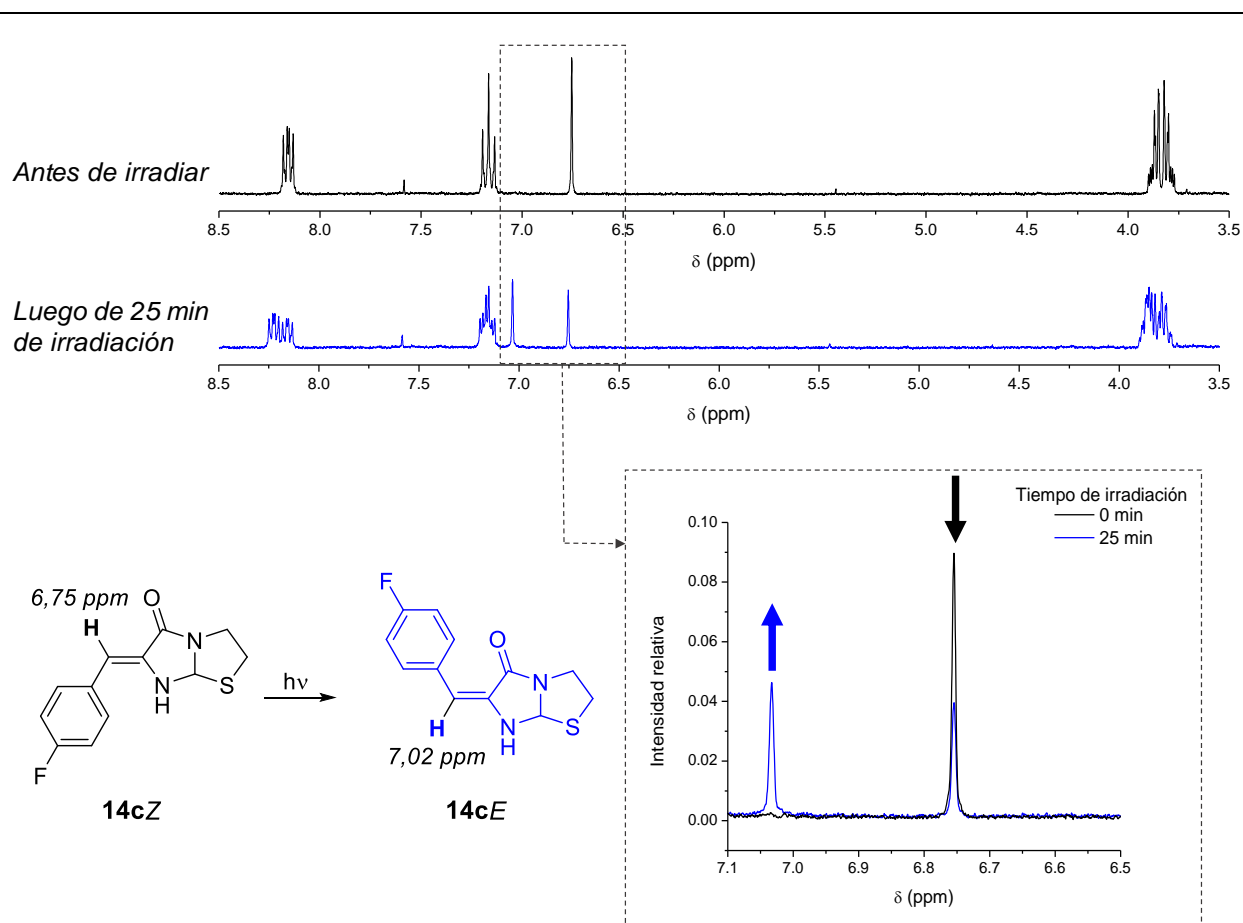 Antes de irradiar
8.5 8.0 7.5 7.0 6.5 6.0 5.5 5.0 4.5 4.0 3.5
δ (ppm)
Luego de 25 min
de irradiación
8.5 8.0 7.5 7.0 6.5 6.0 5.5 5.0 4.5 4.0 3.5
δ (ppm)
Tiempo de irradiación
0 min
25 min
Intensidad relativa
0.10
0.08
0.06
0.04
0.02
0.00
7.1 7.0 6.9 6.8 6.7 6.6 6.5
δ (ppm)
6,75 ppm
H
O
N
S
NH
F
14cZ
hν
F
O
N
S
N
H
H
7,02 ppm
14cE